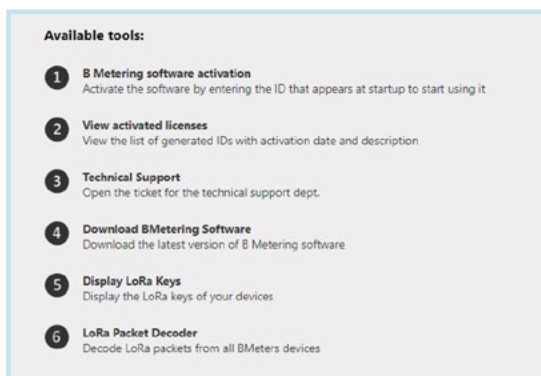 Available tools:
1 B Metering software activation
Activate the software by entering the ID that appears at startup to start using it
2 View activated licenses
View the list of generated IDs with activation date and description
3 Technical Support
Open the ticket for the technical support dept.
4 Download BMetering Software
Download the latest version of B Metering software
5 Display LoRa Keys
Display the LoRa keys of your devices
6 LoRa Packet Decoder
Decode LoRa packets from all BMeters devices